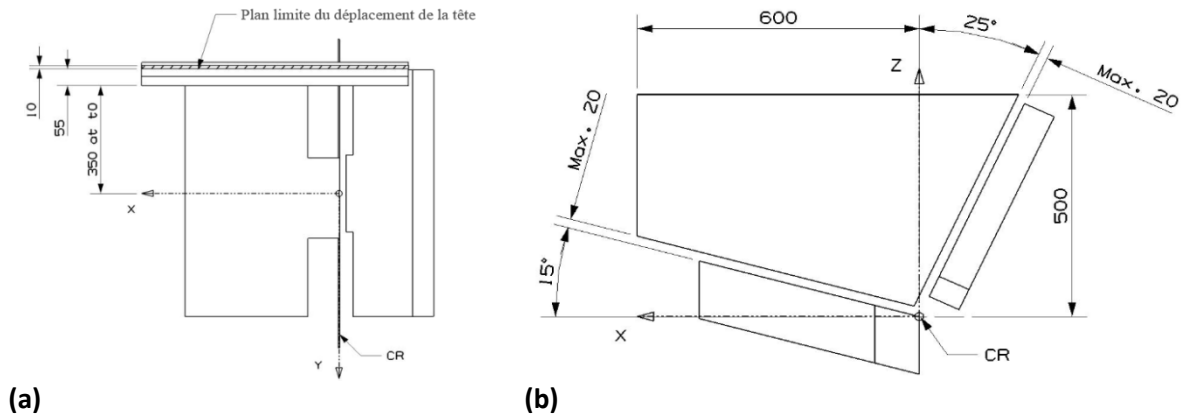 Plan limite du déplacement de la tête
10
55
350 at t0
X
Y
CR
(a)
600
25°
Z
Max. 20
Max. 20
500
15°
X
CR
(b)